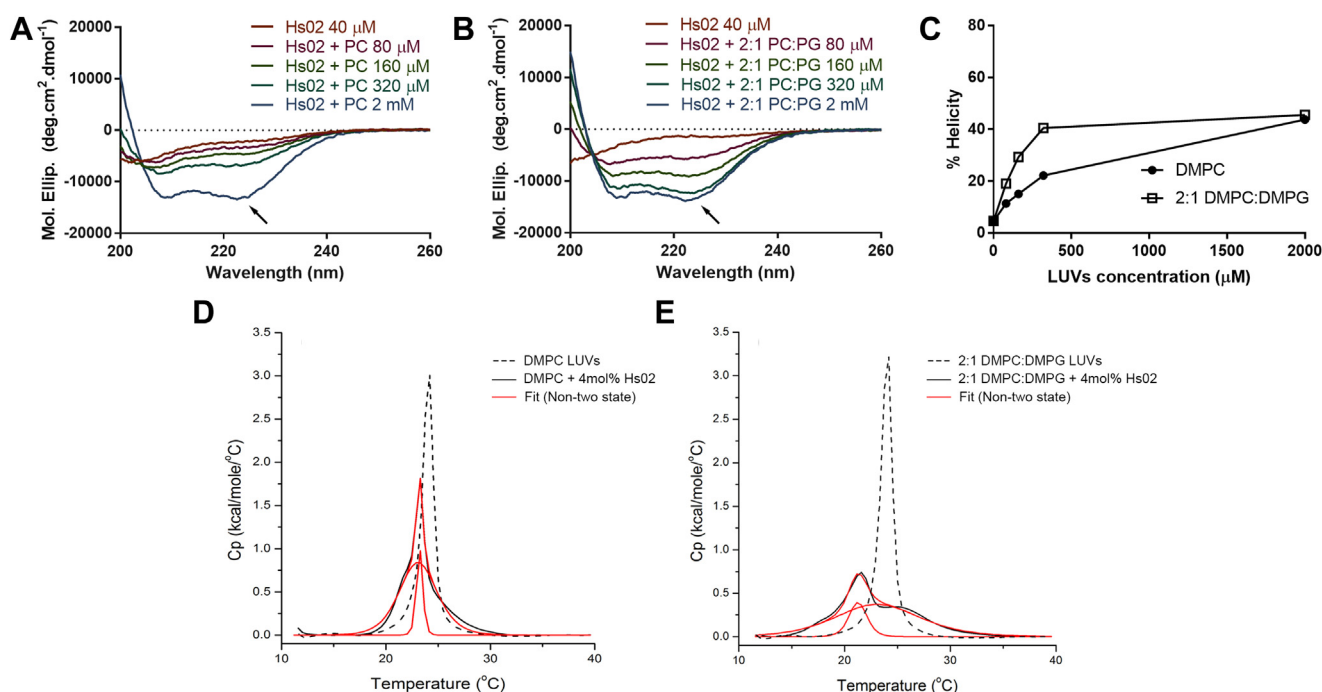 A
Hs02 40 μM
Hs02 + PC 80 μM
Hs02 + PC 160 μM
Hs02 + PC 320 μM
Hs02 + PC 2 mM
Mol. Ellip. (deg.cm².dmol⁻¹)
20000
10000
0
-10000
-20000
200
220
240
260
Wavelength (nm)
B
Hs02 40 μM
Hs02 + 2:1 PC:PG 80 μM
Hs02 + 2:1 PC:PG 160 μM
Hs02 + 2:1 PC:PG 320 μM
Hs02 + 2:1 PC:PG 2 mM
Mol. Ellip. (deg.cm².dmol⁻¹)
20000
10000
0
-10000
-20000
200
220
240
260
Wavelength (nm)
C
% Helicity
80
60
40
20
0
DMPC
2:1 DMPC:DMPG
0
500
1000
1500
2000
LUVs concentration (μM)
D
DMPC LUVs
DMPC + 4mol% Hs02
Fit (Non-two state)
Cp (kcal/mole/°C)
3.5
3.0
2.5
2.0
1.5
1.0
0.5
0.0
10
20
30
40
Temperature (°C)
E
2:1 DMPC:DMPG LUVs
2:1 DMPC:DMPG + 4mol% Hs02
Fit (Non-two state)
Cp (kcal/mole/°C)
3.5
3.0
2.5
2.0
1.5
1.0
0.5
0.0
10
20
30
40
Temperature (°C)